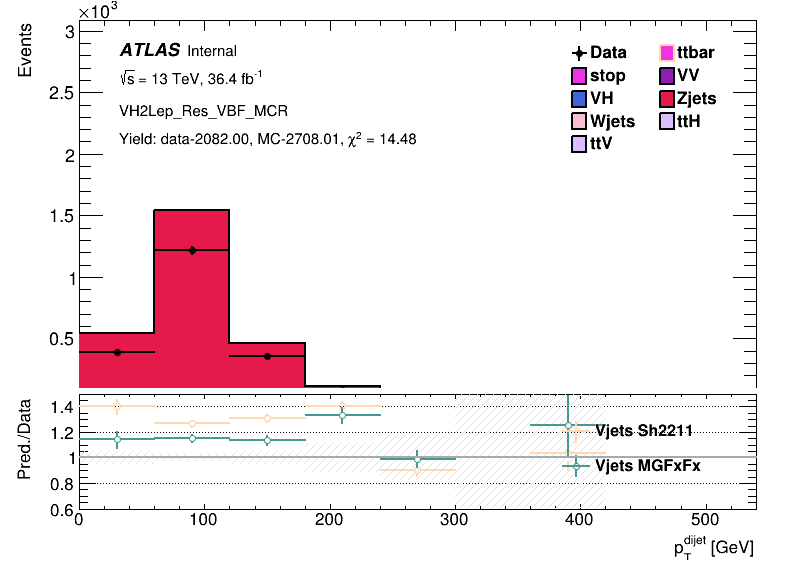 ×10³
Events
3
2.5
2
1.5
1
0.5
ATLAS Internal
√s = 13 TeV, 36.4 fb⁻¹
VH2Lep_Res_VBF_MCR
Yield: data-2082.00, MC-2708.01, χ² = 14.48
Data
ttbar
stop
VV
VH
Zjets
Wjets
ttH
ttV
Pred./Data
1.4
1.2
1
0.8
0.6
Vjets Sh2211
Vjets MGFxFx
0 100 200 300 400 500
p_T^dijet [GeV]